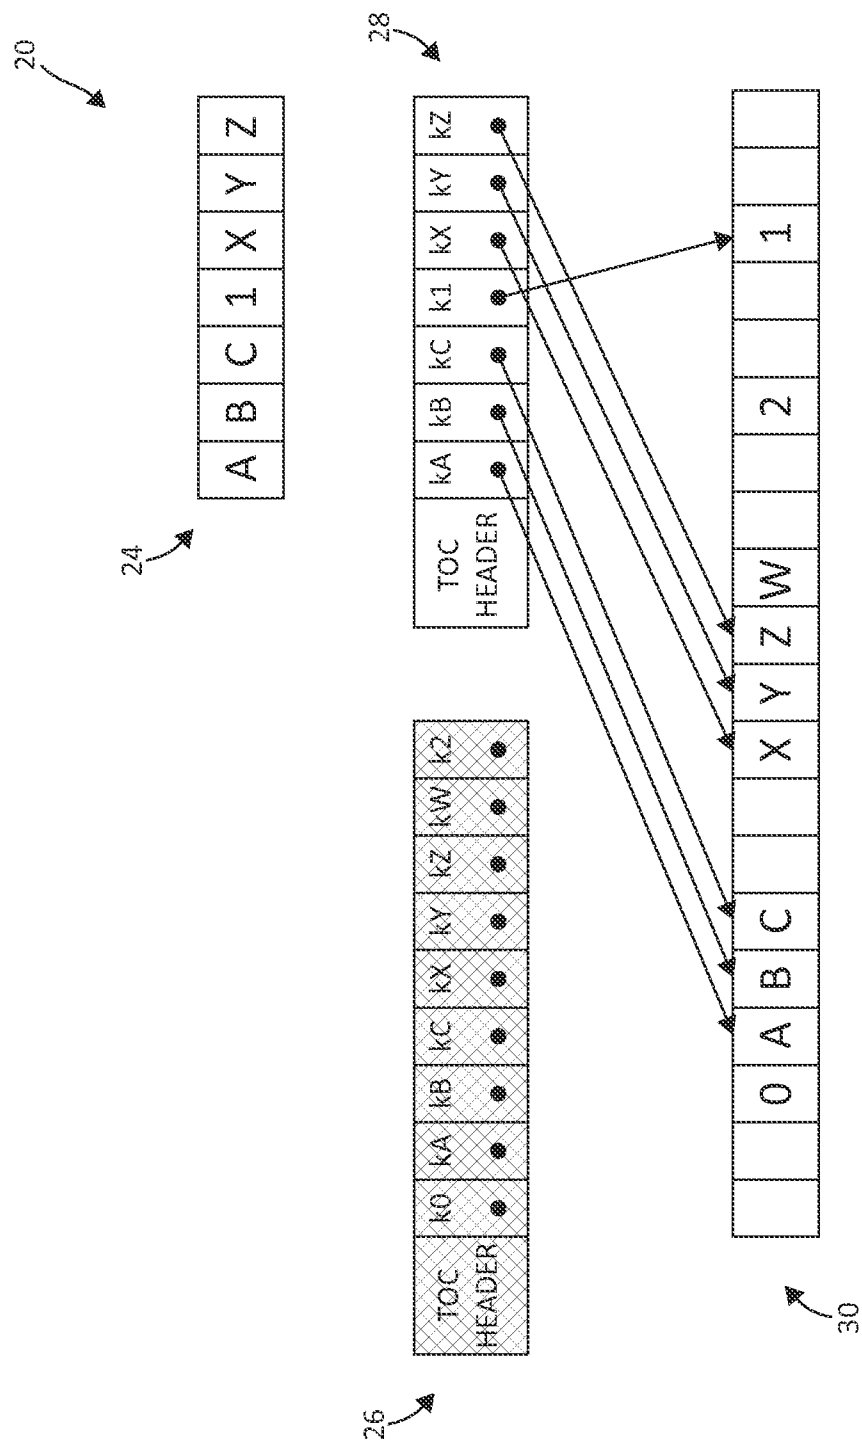 20
24
A B C 1 X Y Z
26
28
TOC
HEADER
k0 kA kB kC kX kY kZ kW k2
TOC
HEADER
kA kB kC k1 kX kY kZ
0 A B C X Y Z W 2 1
30